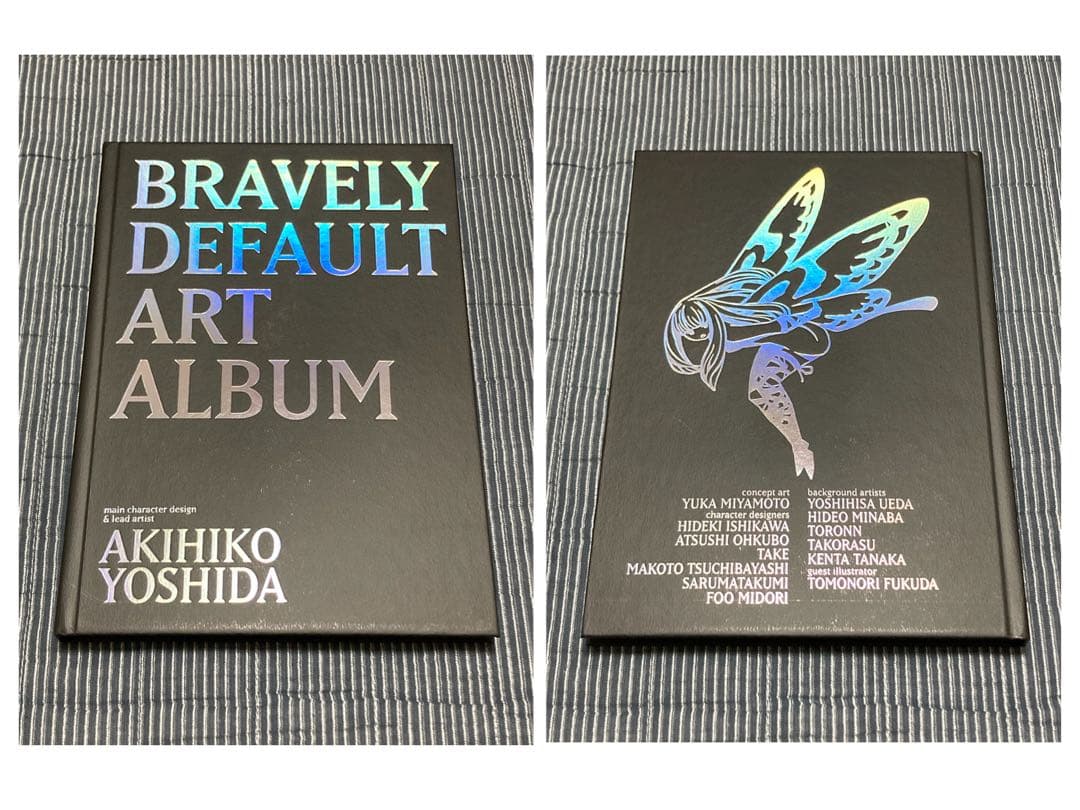 BRAVELY
DEFAULT
ART
ALBUM
main character design
& lead artist
AKIHIKO
YOSHIDA
concept art
YUKA MIYAMOTO
character designers
HIDEKI ISHIKAWA
ATSUSHI OHKUBO
TAKE
MAKOTO TSUCHIBAYASHI
SARUMATAKUMI
FOO MIDORI
background artists
YOSHIHISA UEDA
HIDEO MINABA
TORONN
TAKORASU
KENTA TANAKA
guest illustrator
TOMONORI FUKUDA